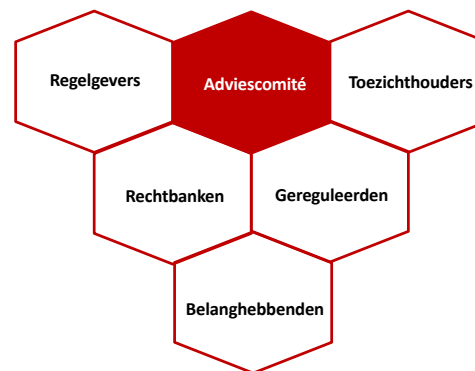 Regelgevers
Adviescomité
Toezichthouders
Rechtbanken
Gereguleerden
Belanghebbenden